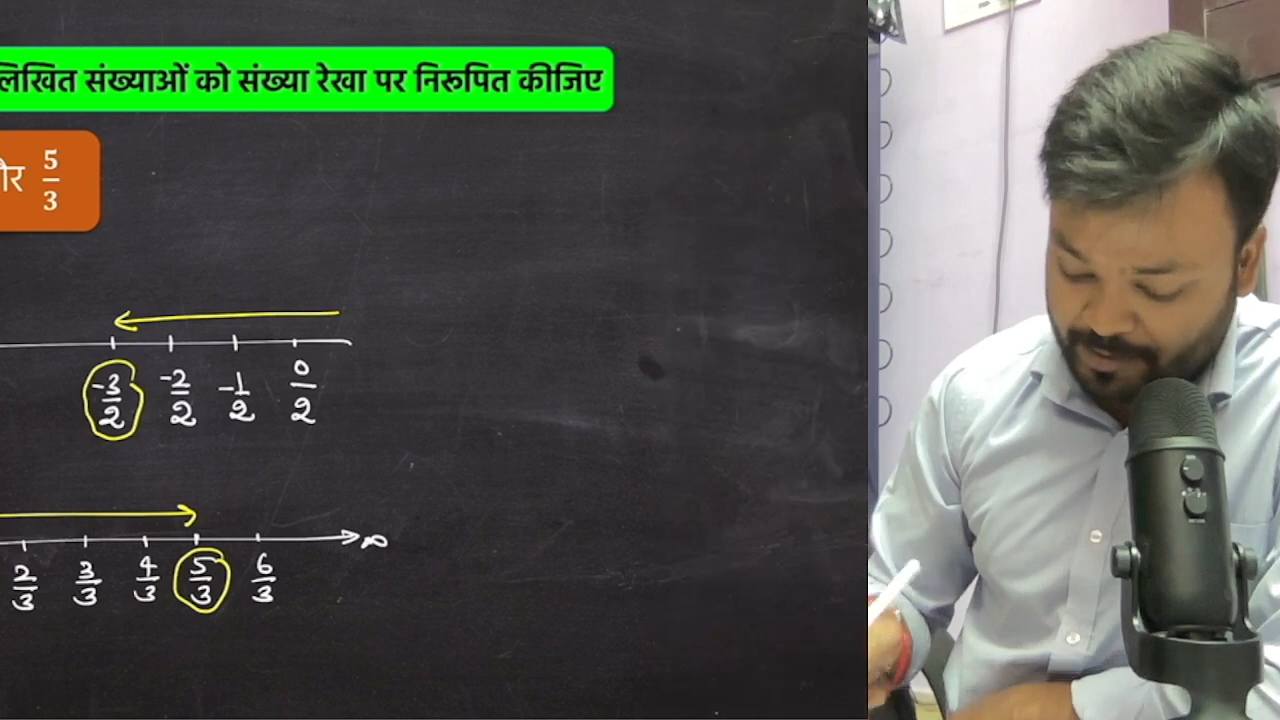 लिखित संख्याओं को संख्या रेखा पर निरूपित कीजिए
और 5/3
-3/2 -2/2 -1/2 0/2
∞
2/3 3/3 4/3 5/3 6/3